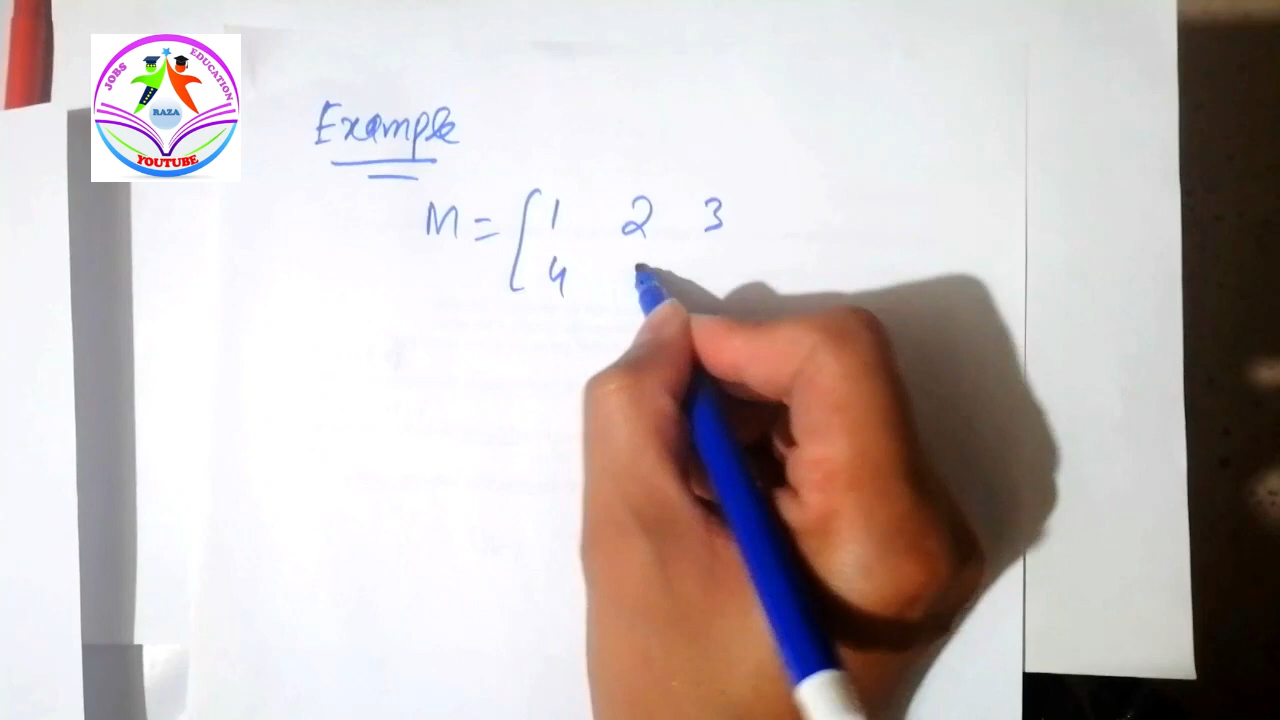 JOBS EDUCATION
RAZA
YOUTUBE
Example
M = [ 1 2 3
4